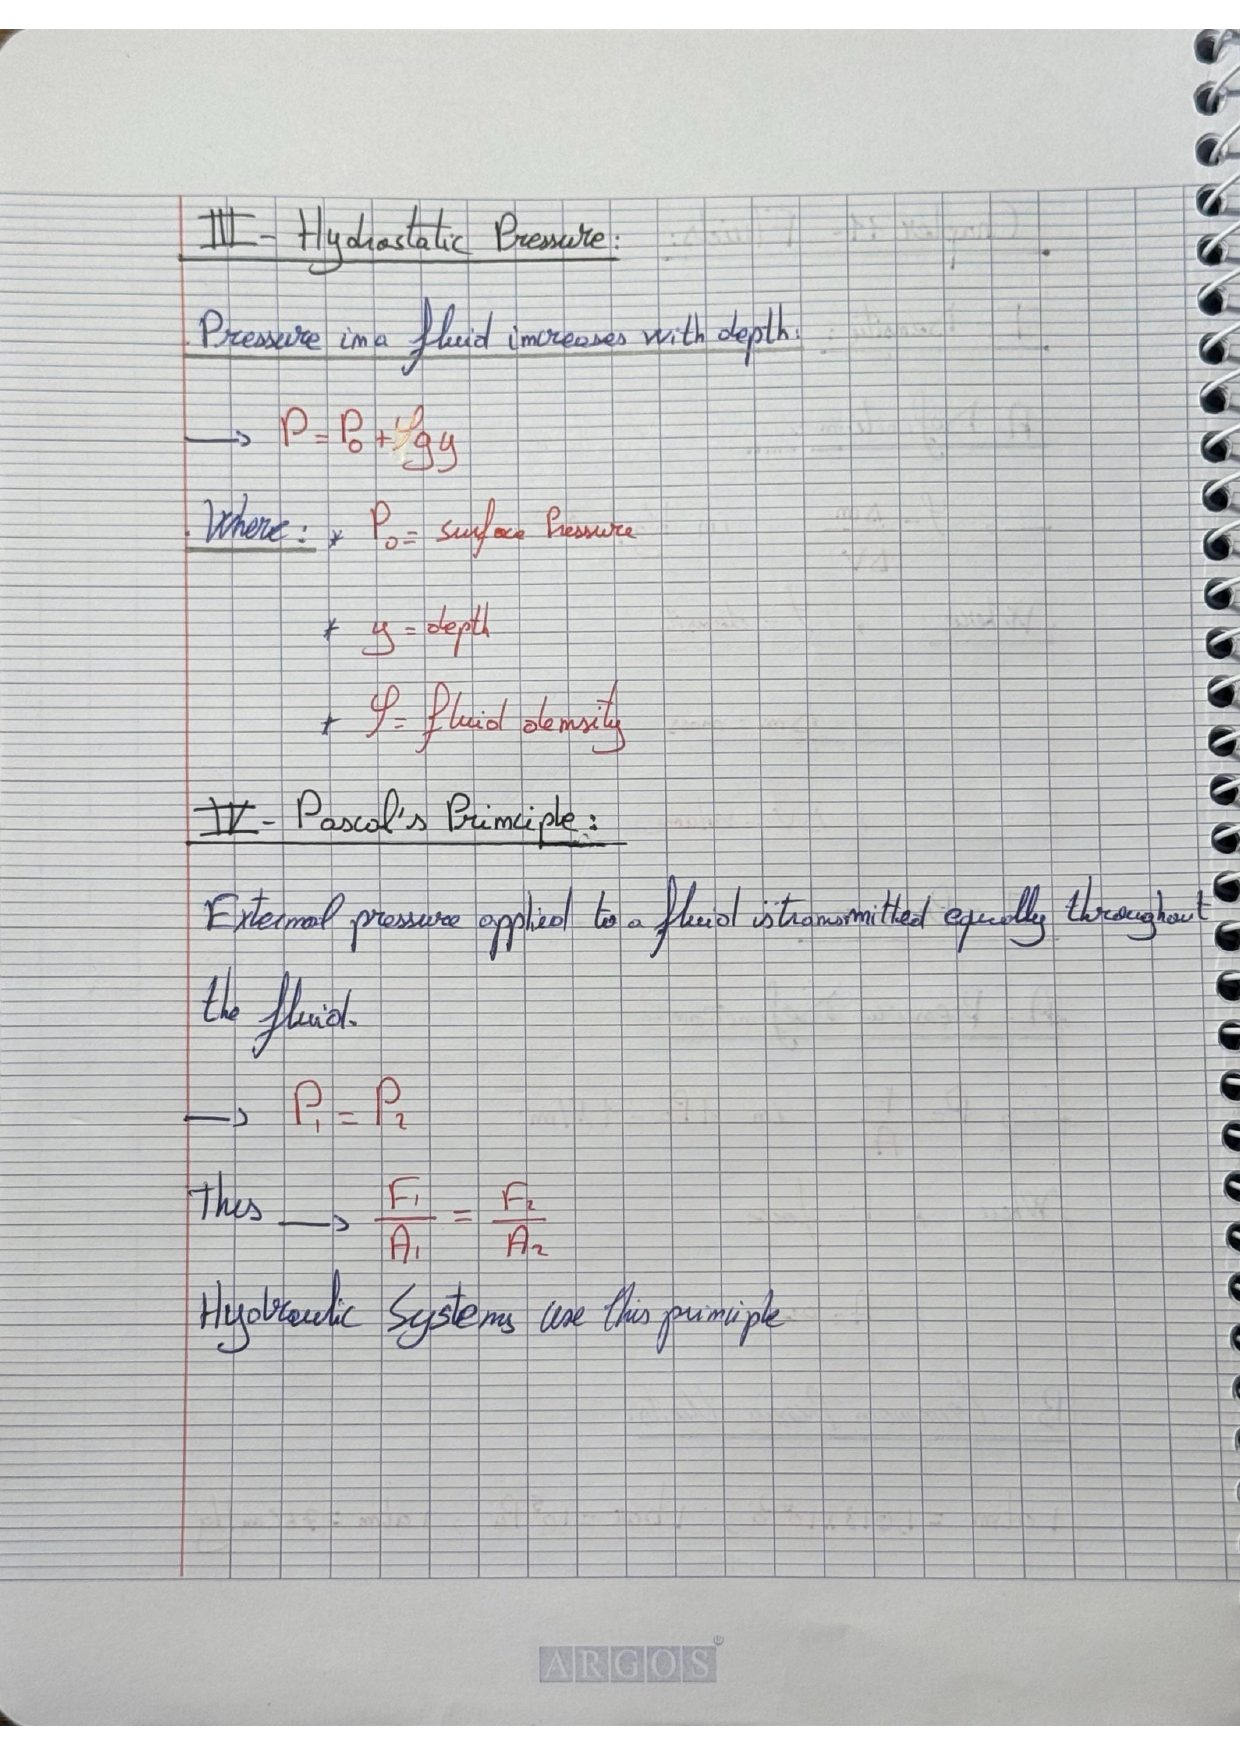 III - Hydrostatic Pressure:
Pressure in a fluid increases with depth.
→ P = P₀ + ρgy
Where: * P₀ = surface Pressure
* y = depth
* ρ = fluid density
IV - Pascal's Principle:
External pressure applied to a fluid is transmitted equally throughout
the fluid.
→ P₁ = P₂
Thus → F₁/A₁ = F₂/A₂
Hydraulic Systems use this principle
ARGOS®